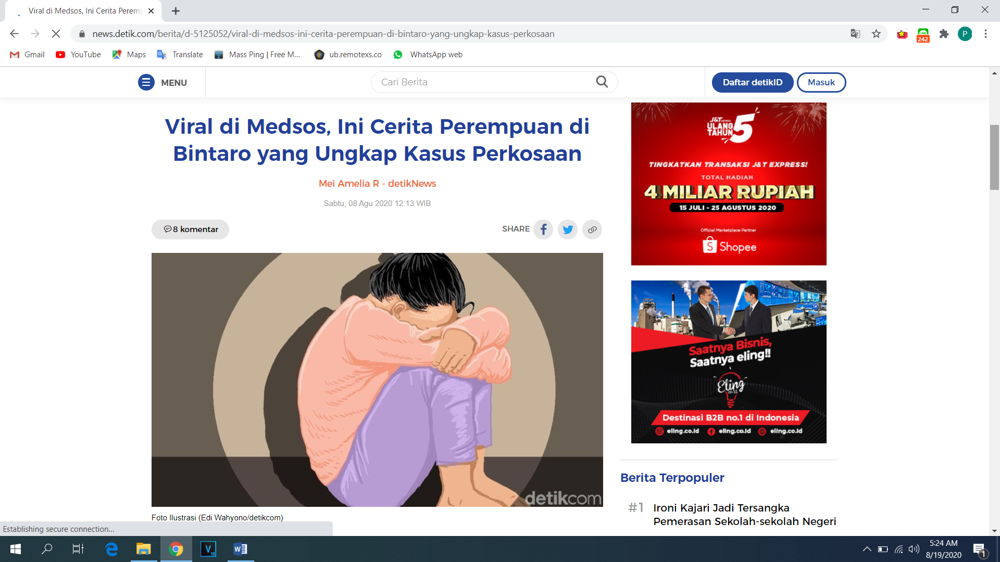 Viral di Medsos, Ini Cerita Peremp
news.detik.com/berita/d-5125052/viral-di-medsos-ini-cerita-perempuan-di-bintaro-yang-ungkap-kasus-perkosaan
242
P
Gmail
YouTube
Maps
Translate
Mass Ping | Free M...
ub.remotexs.co
WhatsApp web
MENU
Cari Berita
Daftar detikID
Masuk
Viral di Medsos, Ini Cerita Perempuan di
Bintaro yang Ungkap Kasus Perkosaan
Mei Amelia R - detikNews
Sabtu, 08 Agu 2020 12:13 WIB
8 komentar
SHARE
detikcom
Foto Ilustrasi (Edi Wahyono/detikcom)
J&T EXPRESS
ULANG
TAHUN 5
TINGKATKAN TRANSAKSI J&T EXPRESS!
TOTAL HADIAH
4 MILIAR RUPIAH
15 JULI - 25 AGUSTUS 2020
Official Marketplace Partner
Shopee
Saatnya Bisnis,
Saatnya eling!!
Eling
.co.id
Destinasi B2B no.1 di Indonesia
eling.co.id
eling.co.id
eling.co.id
Berita Terpopuler
#1 Ironi Kajari Jadi Tersangka
Pemerasan Sekolah-sekolah Negeri
Establishing secure connection...
5:24 AM
8/19/2020
1